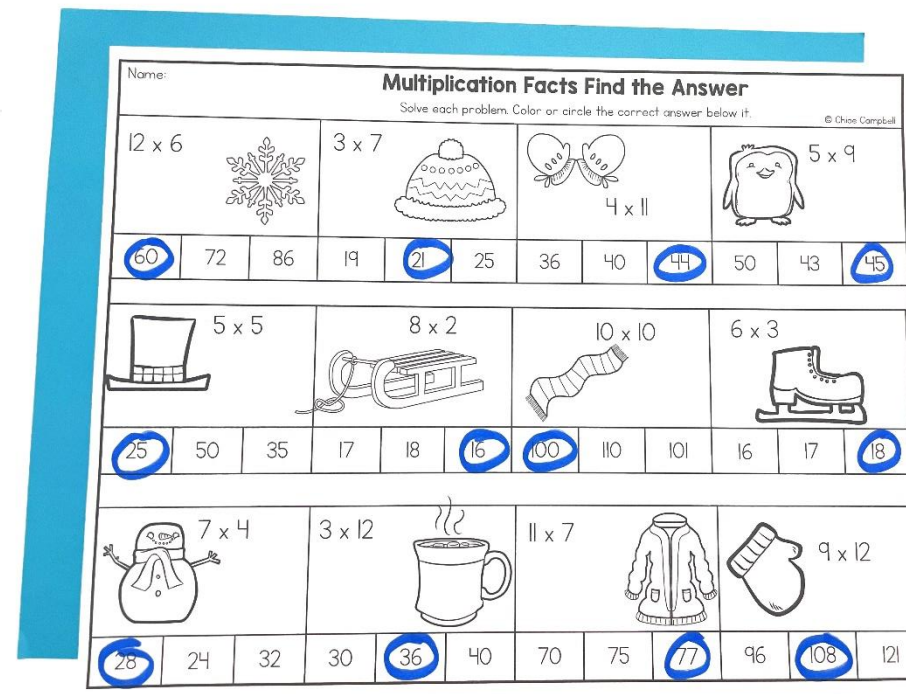 Name:
Multiplication Facts Find the Answer
Solve each problem. Color or circle the correct answer below it.
© Chloe Campbell
12 x 6 3 x 7 4 x 11 5 x 9
60 72 86 19 21 25 36 40 44 50 43 45
5 x 5 8 x 2 10 x 10 6 x 3
25 50 35 17 18 16 100 110 101 16 17 18
7 x 4 3 x 12 11 x 7 9 x 12
28 24 32 30 36 40 70 75 77 96 108 121